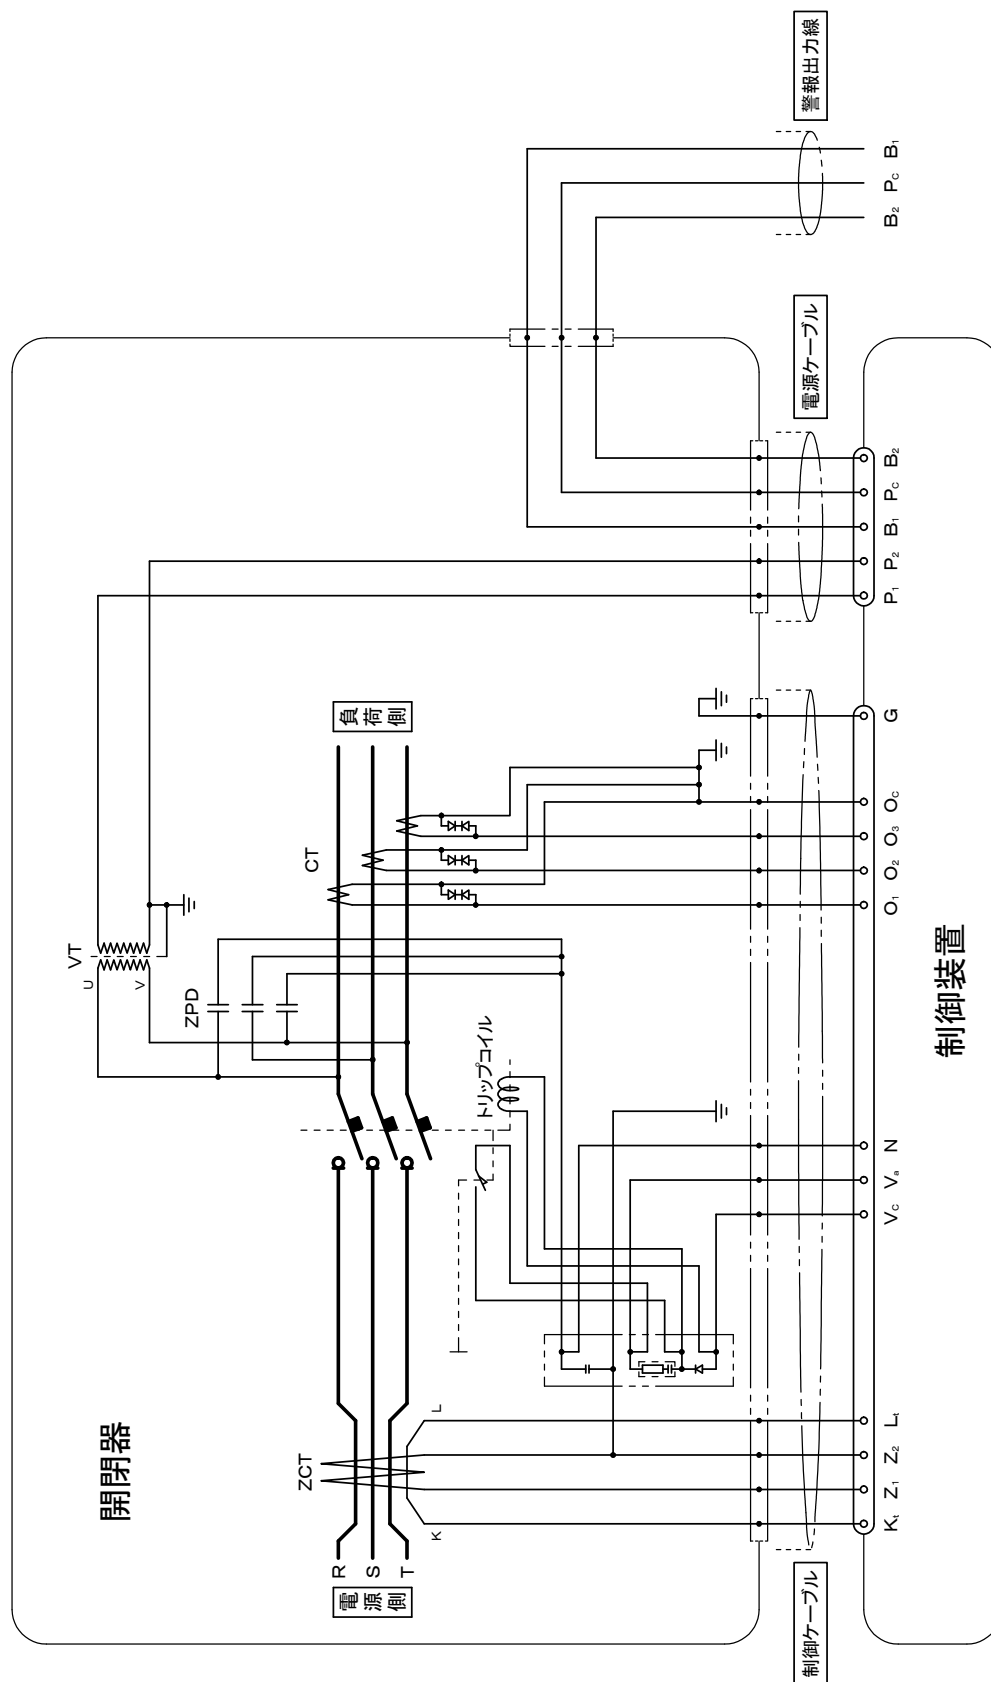 開閉器
電源側
R
S
T
ZCT
K
L
トリップコイル
ZPD
VT
U
V
CT
負荷側
制御ケーブル
Kt
Z1
Z2
Lt
Vc
Va
N
O1
O2
O3
Oc
G
電源ケーブル
P1
P2
B1
Pc
B2
警報出力線
B2
Pc
B1
制御装置